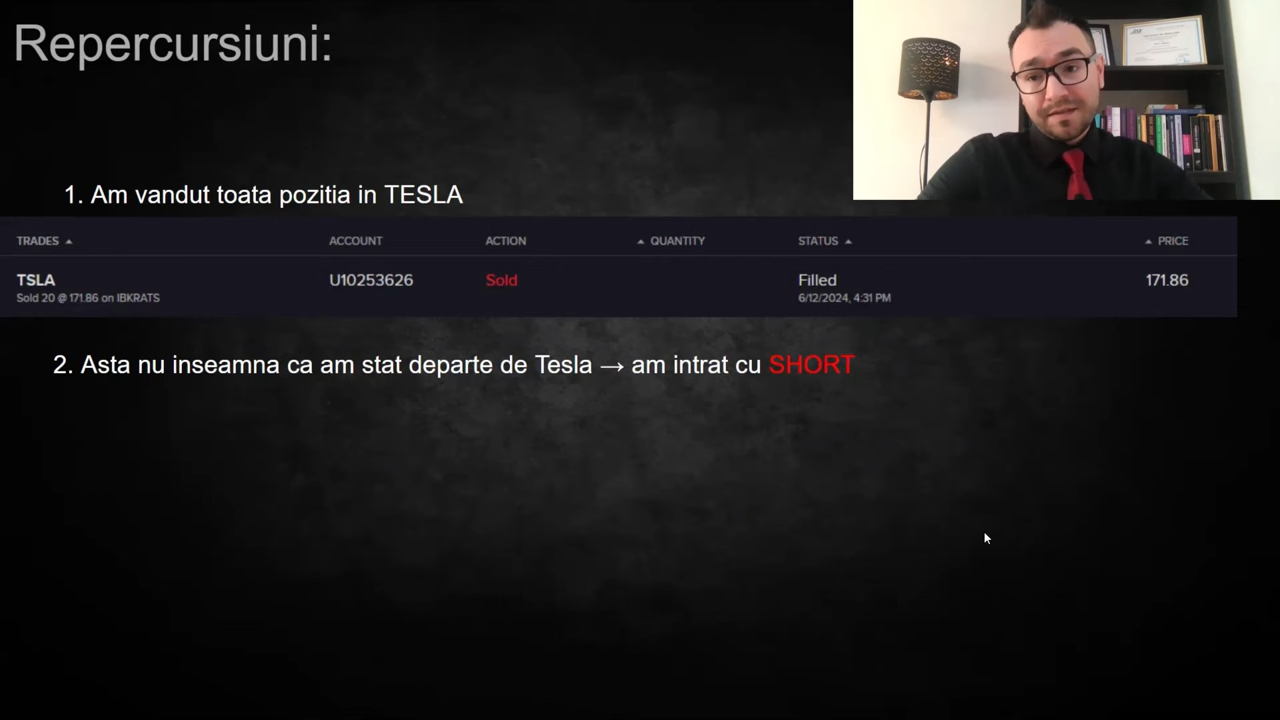 Repercursiuni:
1. Am vandut toata pozitia in TESLA
TRADES ACCOUNT ACTION QUANTITY STATUS PRICE
TSLA U10253626 Sold Filled 171.86
Sold 20 @ 171.86 on IBKRATS 6/12/2024, 4:31 PM
2. Asta nu inseamna ca am stat departe de Tesla → am intrat cu SHORT